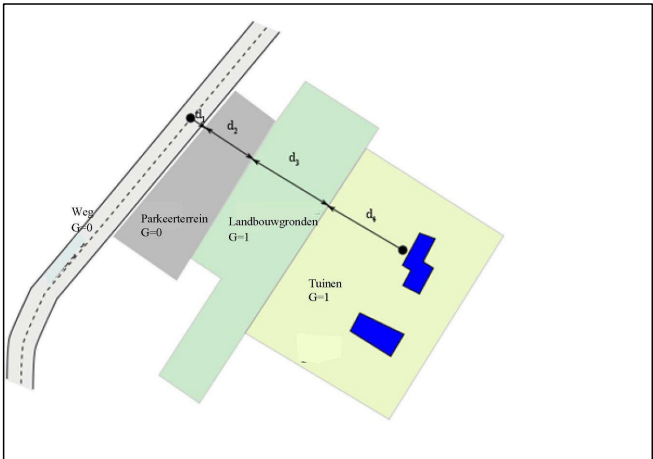 d₁
d₂
d₃
d₄
Weg
G=0
Parkeerterrein
G=0
Landbouwgronden
G=1
Tuinen
G=1